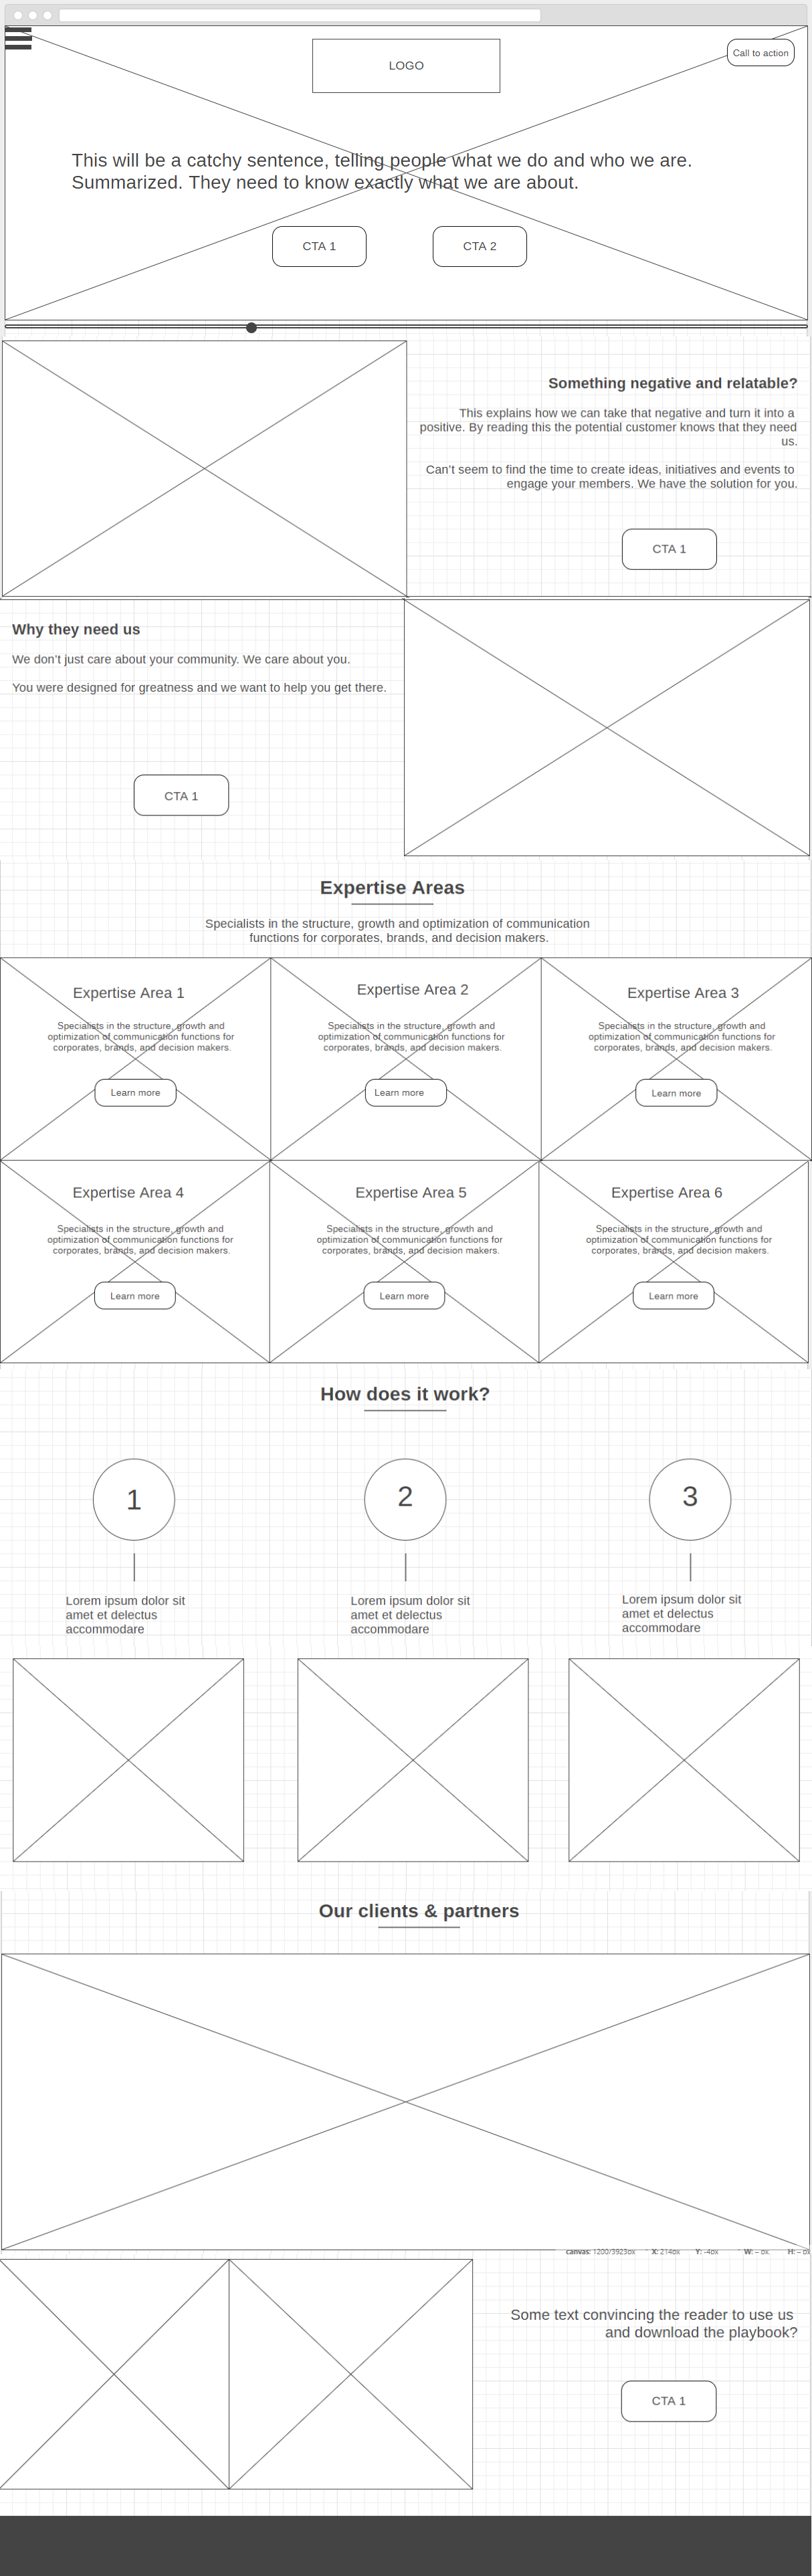 LOGO
Call to action
This will be a catchy sentence, telling people what we do and who we are.
Summarized. They need to know exactly what we are about.
CTA 1
CTA 2
Something negative and relatable?
This explains how we can take that negative and turn it into a
positive. By reading this the potential customer knows that they need
us.
Can't seem to find the time to create ideas, initiatives and events to
engage your members. We have the solution for you.
CTA 1
Why they need us
We don't just care about your community. We care about you.
You were designed for greatness and we want to help you get there.
CTA 1
Expertise Areas
Specialists in the structure, growth and optimization of communication
functions for corporates, brands, and decision makers.
Expertise Area 1
Specialists in the structure, growth and
optimization of communication functions for
corporates, brands, and decision makers.
Learn more
Expertise Area 2
Specialists in the structure, growth and
optimization of communication functions for
corporates, brands, and decision makers.
Learn more
Expertise Area 3
Specialists in the structure, growth and
optimization of communication functions for
corporates, brands, and decision makers.
Learn more
Expertise Area 4
Specialists in the structure, growth and
optimization of communication functions for
corporates, brands, and decision makers.
Learn more
Expertise Area 5
Specialists in the structure, growth and
optimization of communication functions for
corporates, brands, and decision makers.
Learn more
Expertise Area 6
Specialists in the structure, growth and
optimization of communication functions for
corporates, brands, and decision makers.
Learn more
How does it work?
1
Lorem ipsum dolor sit
amet et delectus
accommodare
2
Lorem ipsum dolor sit
amet et delectus
accommodare
3
Lorem ipsum dolor sit
amet et delectus
accommodare
Our clients & partners
canvas: 1200/3923px X: 214px Y: -4px W: – px H: – px
Some text convincing the reader to use us
and download the playbook?
CTA 1